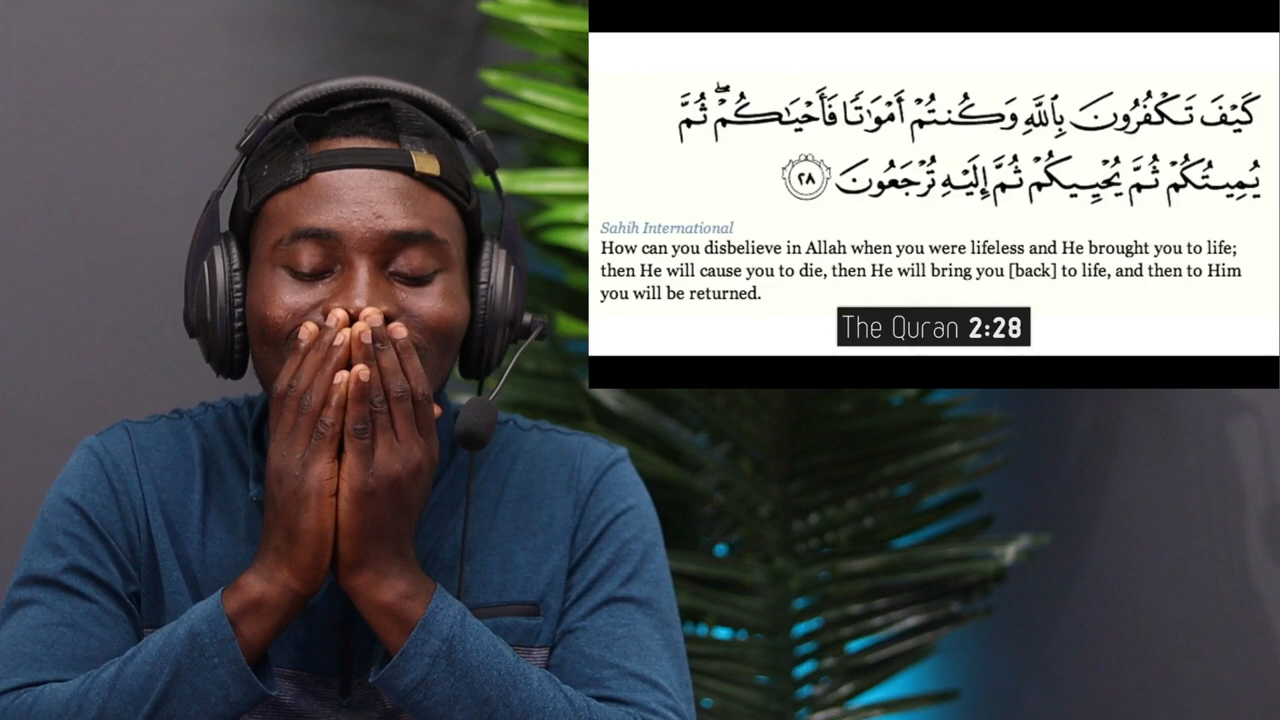 كَيْفَ تَكْفُرُونَ بِٱللَّهِ وَكُنتُمْ أَمْوَٰتًا فَأَحْيَـٰكُمْ ۖ ثُمَّ
يُمِيتُكُمْ ثُمَّ يُحْيِيكُمْ ثُمَّ إِلَيْهِ تُرْجَعُونَ ٢٨
Sahih International
How can you disbelieve in Allah when you were lifeless and He brought you to life;
then He will cause you to die, then He will bring you [back] to life, and then to Him
you will be returned.
The Quran 2:28